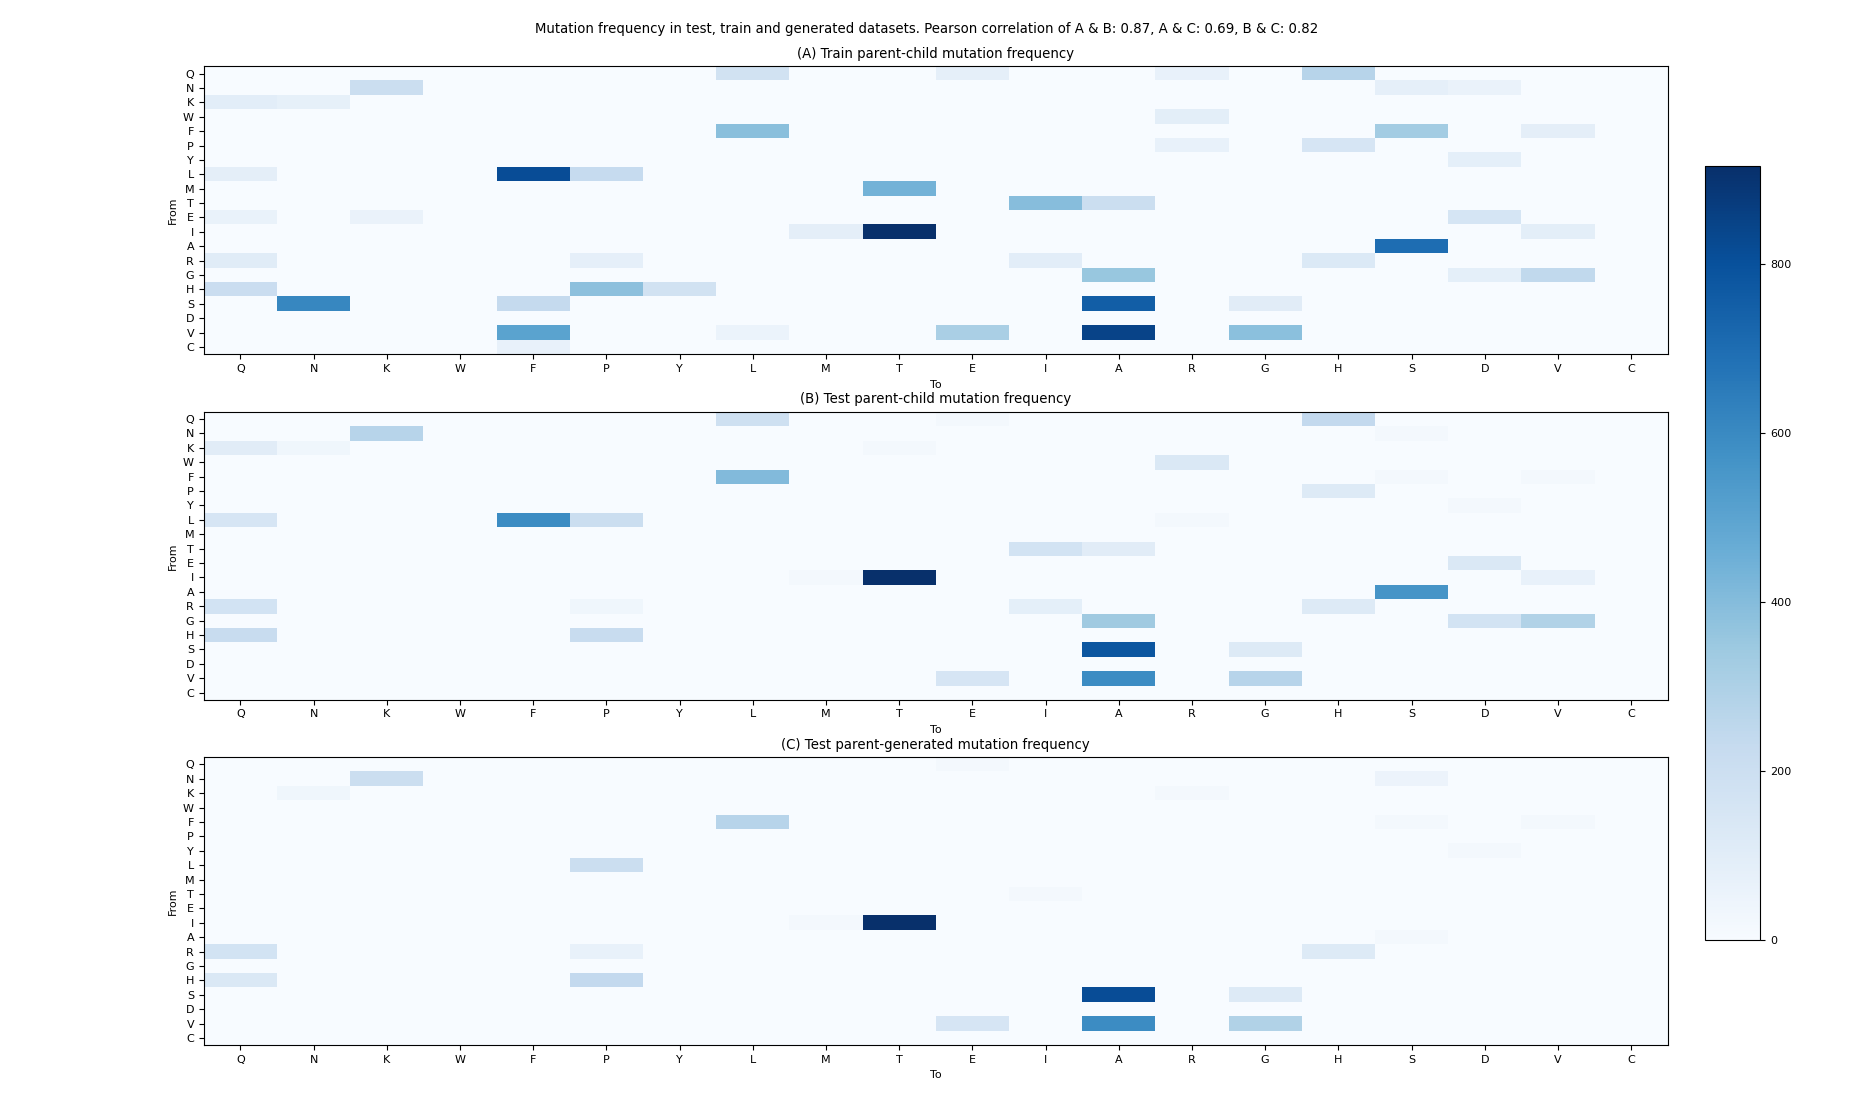 Mutation frequency in test, train and generated datasets. Pearson correlation of A & B: 0.87, A & C: 0.69, B & C: 0.82
(A) Train parent-child mutation frequency
From
Q
N
K
W
F
P
Y
L
M
T
E
I
A
R
G
H
S
D
V
C
Q N K W F P Y L M T E I A R G H S D V C
To
(B) Test parent-child mutation frequency
From
Q
N
K
W
F
P
Y
L
M
T
E
I
A
R
G
H
S
D
V
C
Q N K W F P Y L M T E I A R G H S D V C
To
(C) Test parent-generated mutation frequency
From
Q
N
K
W
F
P
Y
L
M
T
E
I
A
R
G
H
S
D
V
C
Q N K W F P Y L M T E I A R G H S D V C
To
800
600
400
200
0